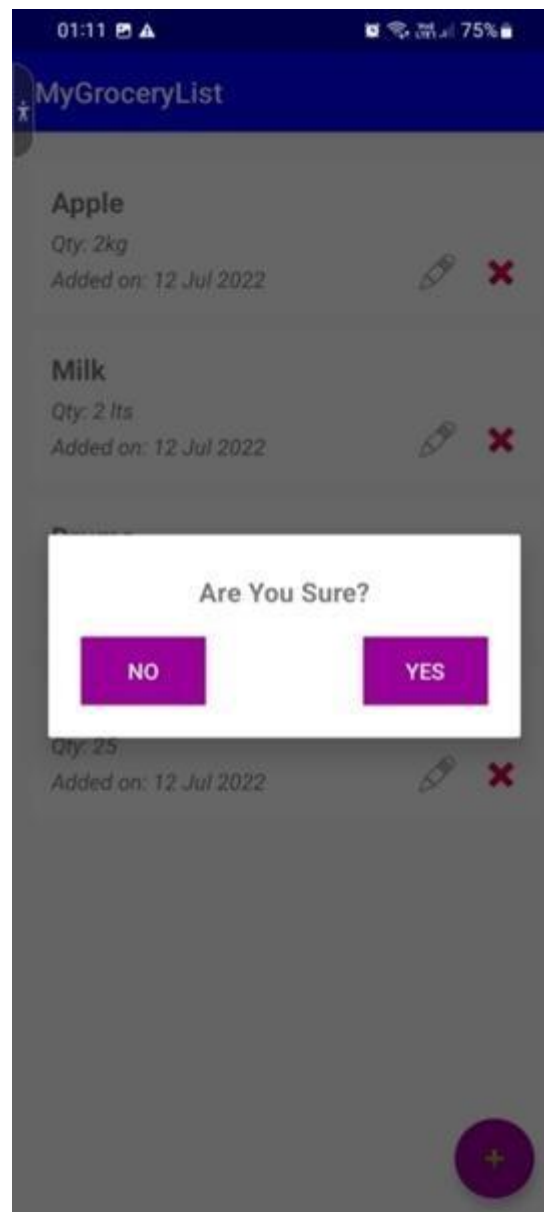 01:11 75%
MyGroceryList
Apple
Qty: 2kg
Added on: 12 Jul 2022
Milk
Qty: 2 lts
Added on: 12 Jul 2022
Are You Sure?
NO YES
Qty: 25
Added on: 12 Jul 2022